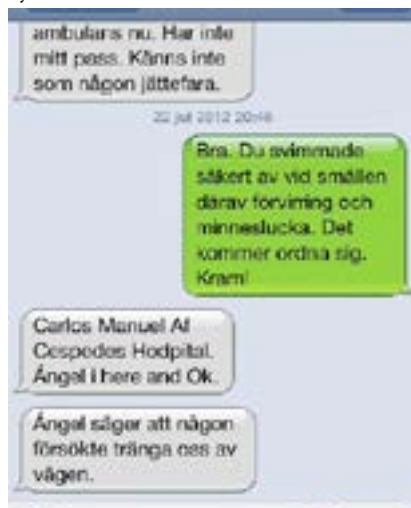 ambulans nu. Har inte
mitt pass. Känns inte
som någon jättefara.
22 jul 2012 20:46
Bra. Du svimmade
säkert av vid smällen
därav förvirring och
minneslucka. Det
kommer ordna sig.
Kram!
Carlos Manuel Af
Cespedes Hodpital.
Ángel i here and Ok.
Ángel säger att någon
försökte tränga oss av
vägen.